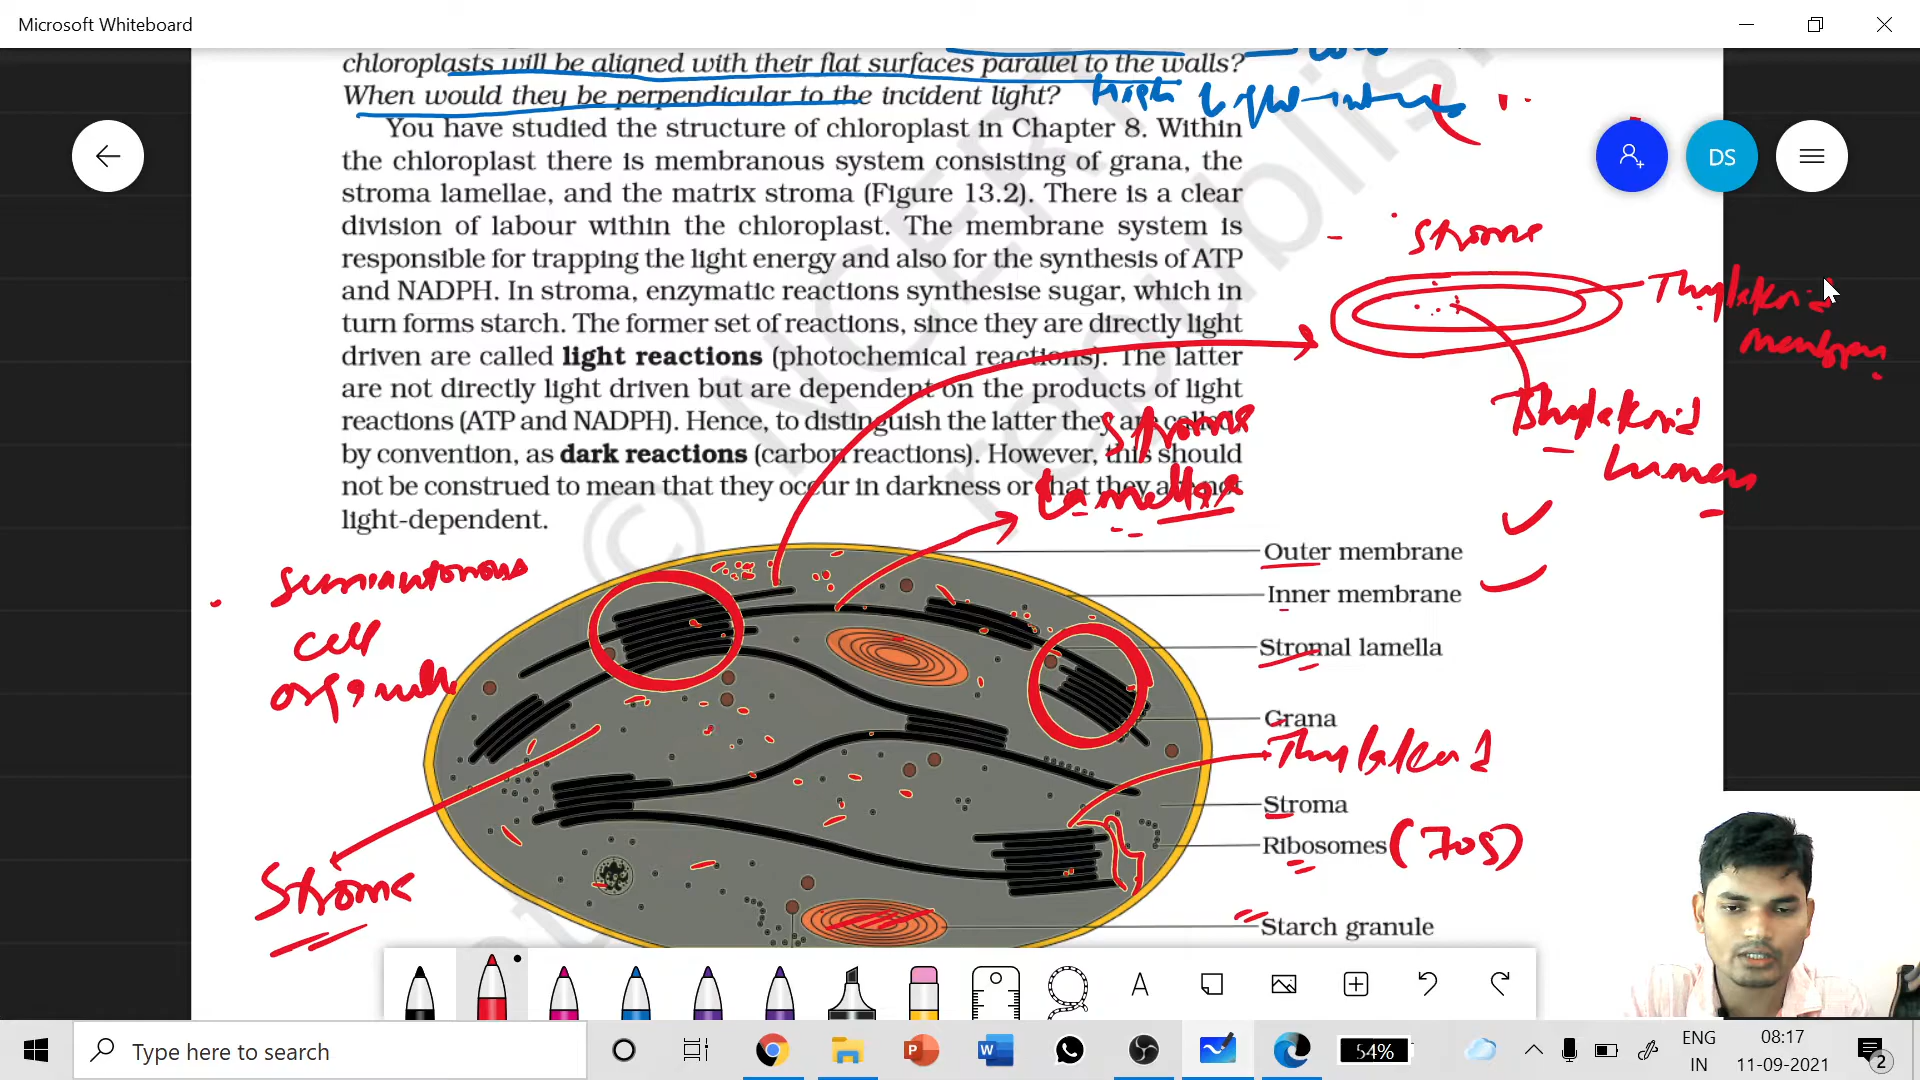 Microsoft Whiteboard
chloroplasts will be aligned with their flat surfaces parallel to the walls?
When would they be perpendicular to the incident light?
High light
You have studied the structure of chloroplast in Chapter 8. Within
the chloroplast there is membranous system consisting of grana, the
stroma lamellae, and the matrix stroma (Figure 13.2). There is a clear
division of labour within the chloroplast. The membrane system is
responsible for trapping the light energy and also for the synthesis of ATP
and NADPH. In stroma, enzymatic reactions synthesise sugar, which in
turn forms starch. The former set of reactions, since they are directly light
driven are called light reactions (photochemical reactions). The latter
are not directly light driven but are dependent on the products of light
reactions (ATP and NADPH). Hence, to distinguish the latter they are called,
by convention, as dark reactions (carbon reactions). However, this should
not be construed to mean that they occur in darkness or that they are not
light-dependent.
© NCERT
DS
Stroma
Thylakoid
membrane
Thylakoid
lumen
Stroma
Lamellae
Outer membrane
Inner membrane
Stromal lamella
Grana
Thylakoid
Stroma
Ribosomes (70S)
Starch granule
cell
Stroma
A
Type here to search
54%
ENG
IN
08:17
11-09-2021
2